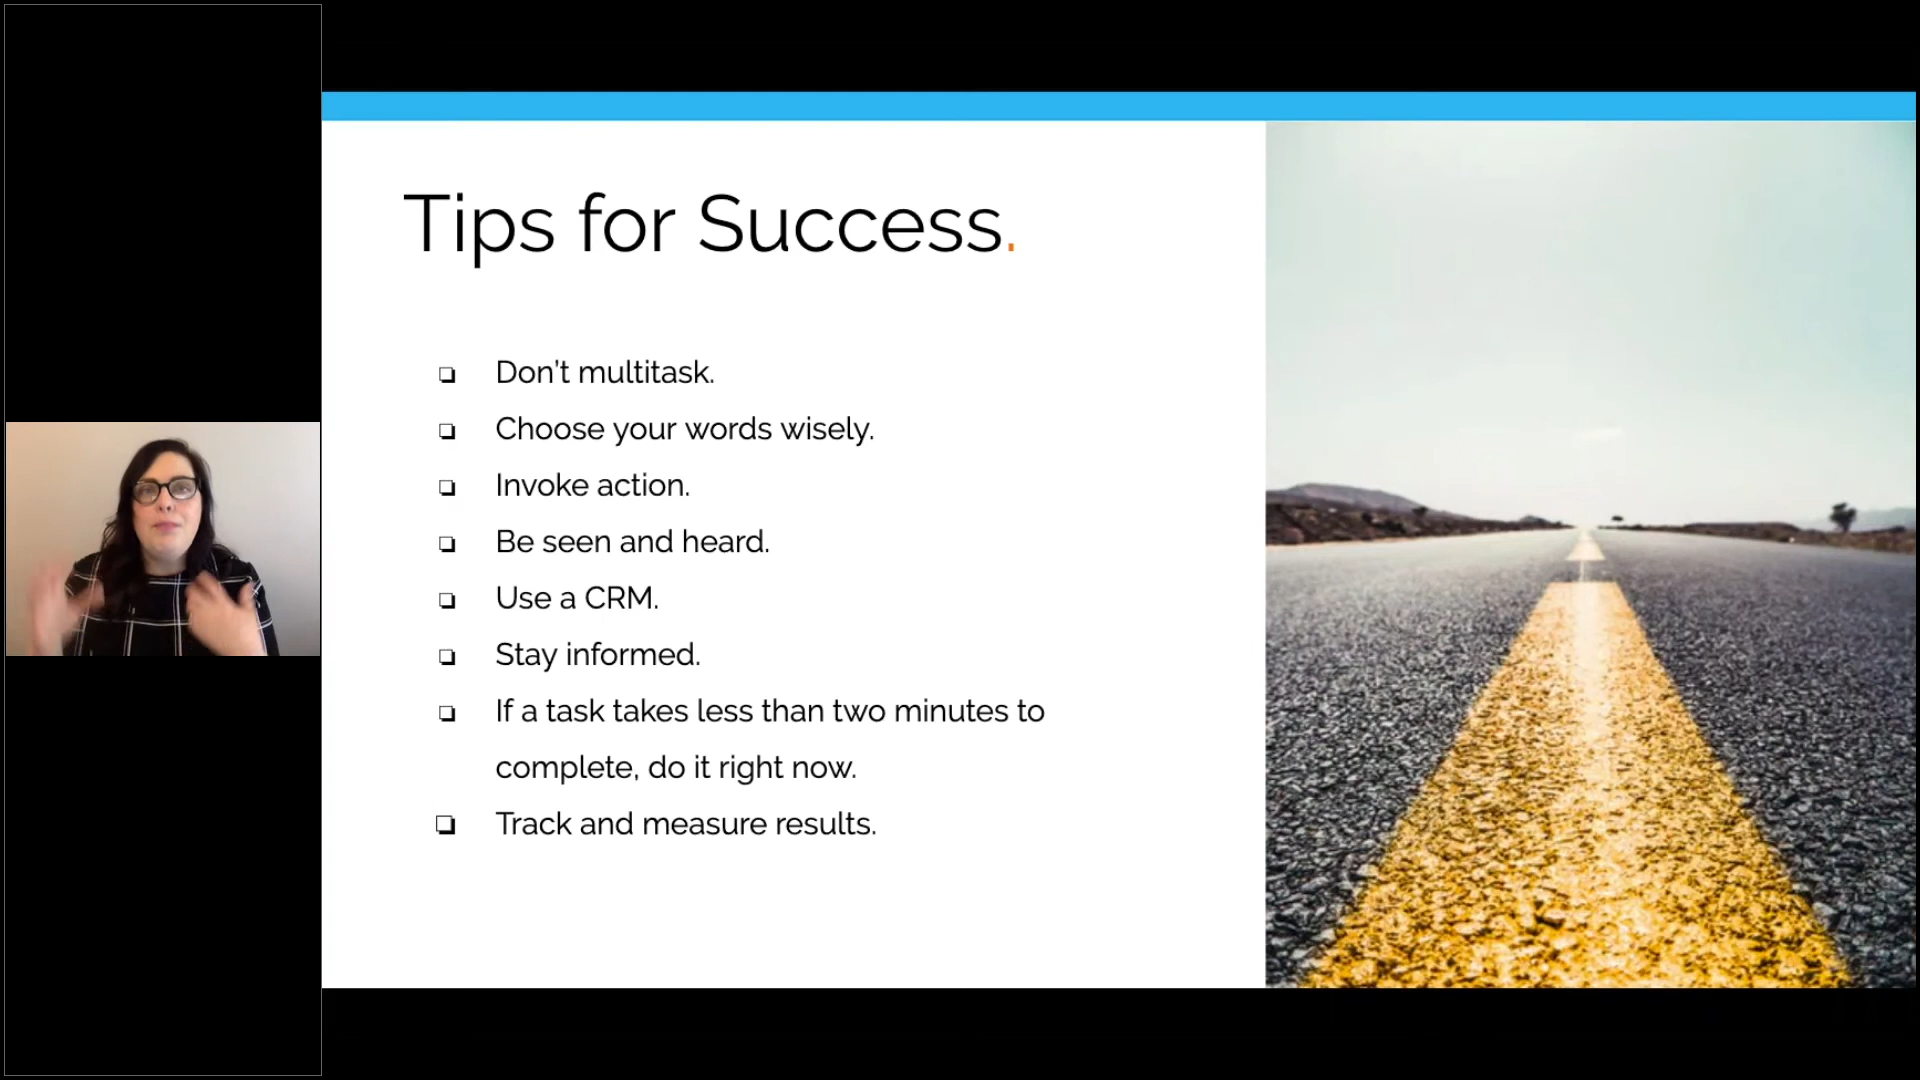 Tips for Success.
Don't multitask.
Choose your words wisely.
Invoke action.
Be seen and heard.
Use a CRM.
Stay informed.
If a task takes less than two minutes to
complete, do it right now.
Track and measure results.